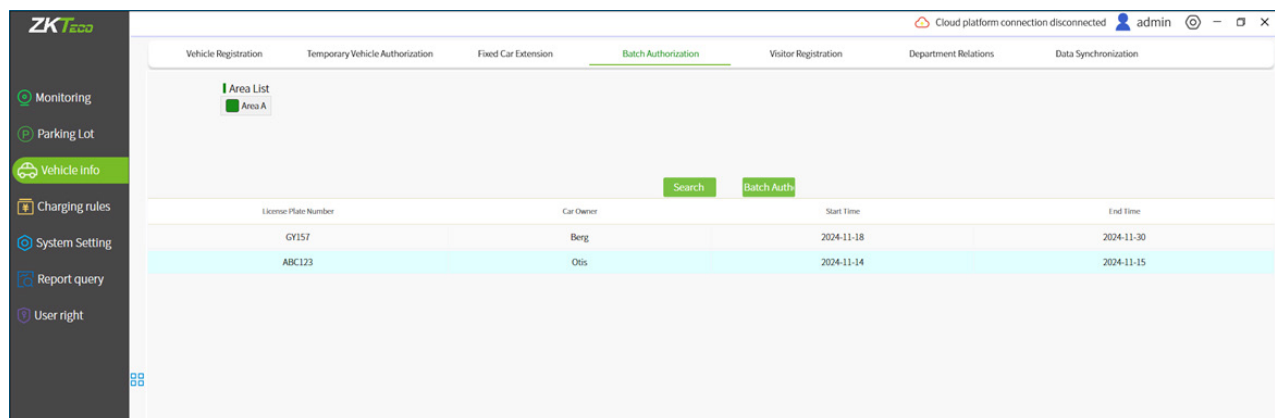 ZKTeco
Cloud platform connection disconnected admin
Vehicle Registration Temporary Vehicle Authorization Fixed Car Extension Batch Authorization Visitor Registration Department Relations Data Synchronization
Area List
Area A
Monitoring
Parking Lot
Vehicle Info
Charging rules
System Setting
Report query
User right
Search Batch Auth
License Plate Number Car Owner Start Time End Time
GY157 Berg 2024-11-18 2024-11-30
ABC123 Otis 2024-11-14 2024-11-15